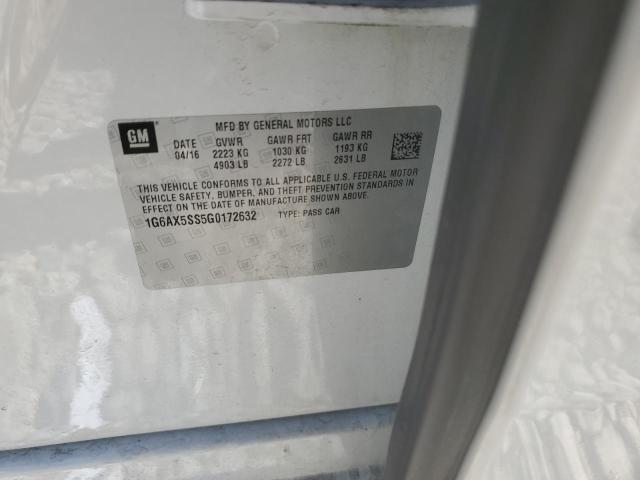 GM
MFD BY GENERAL MOTORS LLC
DATE GVWR GAWR FRT GAWR RR
04/16 2223 KG 1030 KG 1193 KG
4903 LB 2272 LB 2631 LB
THIS VEHICLE CONFORMS TO ALL APPLICABLE U.S. FEDERAL MOTOR
VEHICLE SAFETY, BUMPER, AND THEFT PREVENTION STANDARDS IN
EFFECT ON THE DATE OF MANUFACTURE SHOWN ABOVE.
1G6AX5SS5G0172632 TYPE: PASS CAR